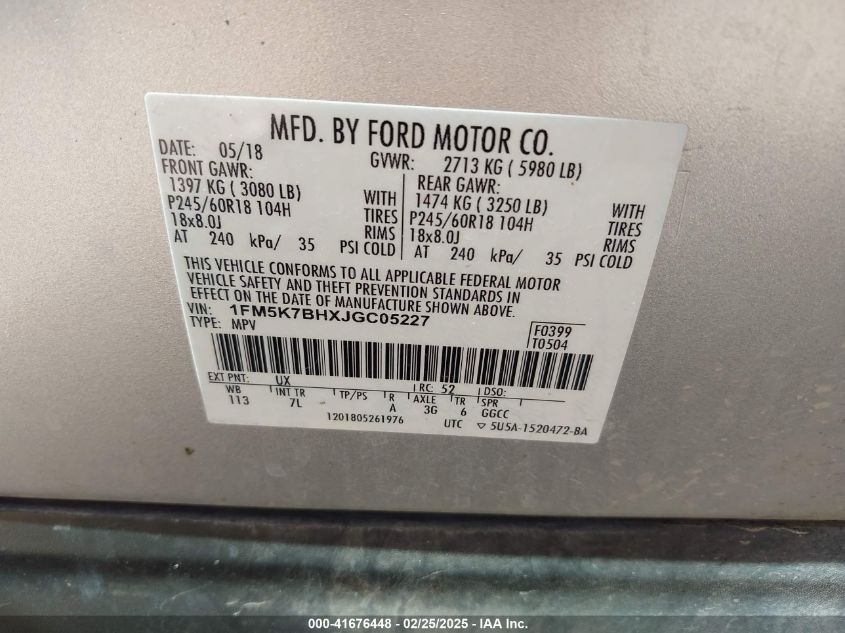 MFD. BY FORD MOTOR CO.
DATE: 05/18 GVWR: 2713 KG ( 5980 LB)
FRONT GAWR: REAR GAWR:
1397 KG ( 3080 LB) WITH 1474 KG ( 3250 LB) WITH
P245/60R18 104H TIRES P245/60R18 104H TIRES
18x8.0J RIMS 18x8.0J RIMS
AT 240 kPa/ 35 PSI COLD AT 240 kPa/ 35 PSI COLD
THIS VEHICLE CONFORMS TO ALL APPLICABLE FEDERAL MOTOR
VEHICLE SAFETY AND THEFT PREVENTION STANDARDS IN
EFFECT ON THE DATE OF MANUFACTURE SHOWN ABOVE.
VIN: 1FM5K7BHXJGC05227
TYPE: MPV
F0399
T0504
EXT PNT: UX RC: 52 DSO:
WB INT TR TP/PS R AXLE TR SPR
113 7L A 3G 6 GGCC
1201805261976 UTC ▽ 5U5A-1520472-BA
000-41676448 - 02/25/2025 - IAA Inc.